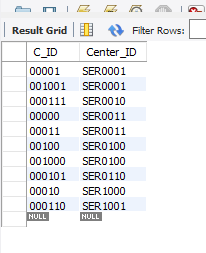 Result Grid Filter Rows:
C_ID Center_ID
00001 SER0001
001001 SER0001
000111 SER0010
00000 SER0011
00011 SER0011
00100 SER0100
001000 SER0100
000101 SER0110
00010 SER1000
000110 SER1001
NULL NULL